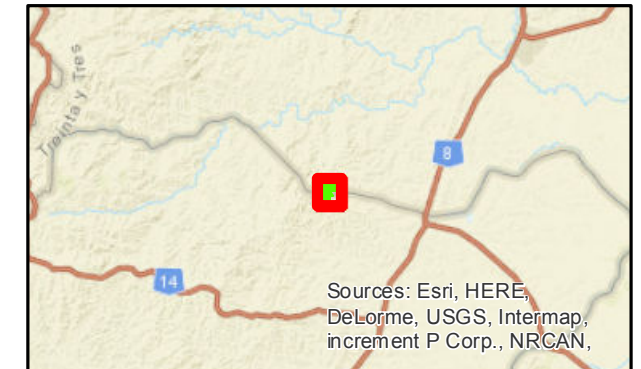 Treinta y Tres
8
14
Sources: Esri, HERE,
DeLorme, USGS, Intermap,
increment P Corp., NRCAN,